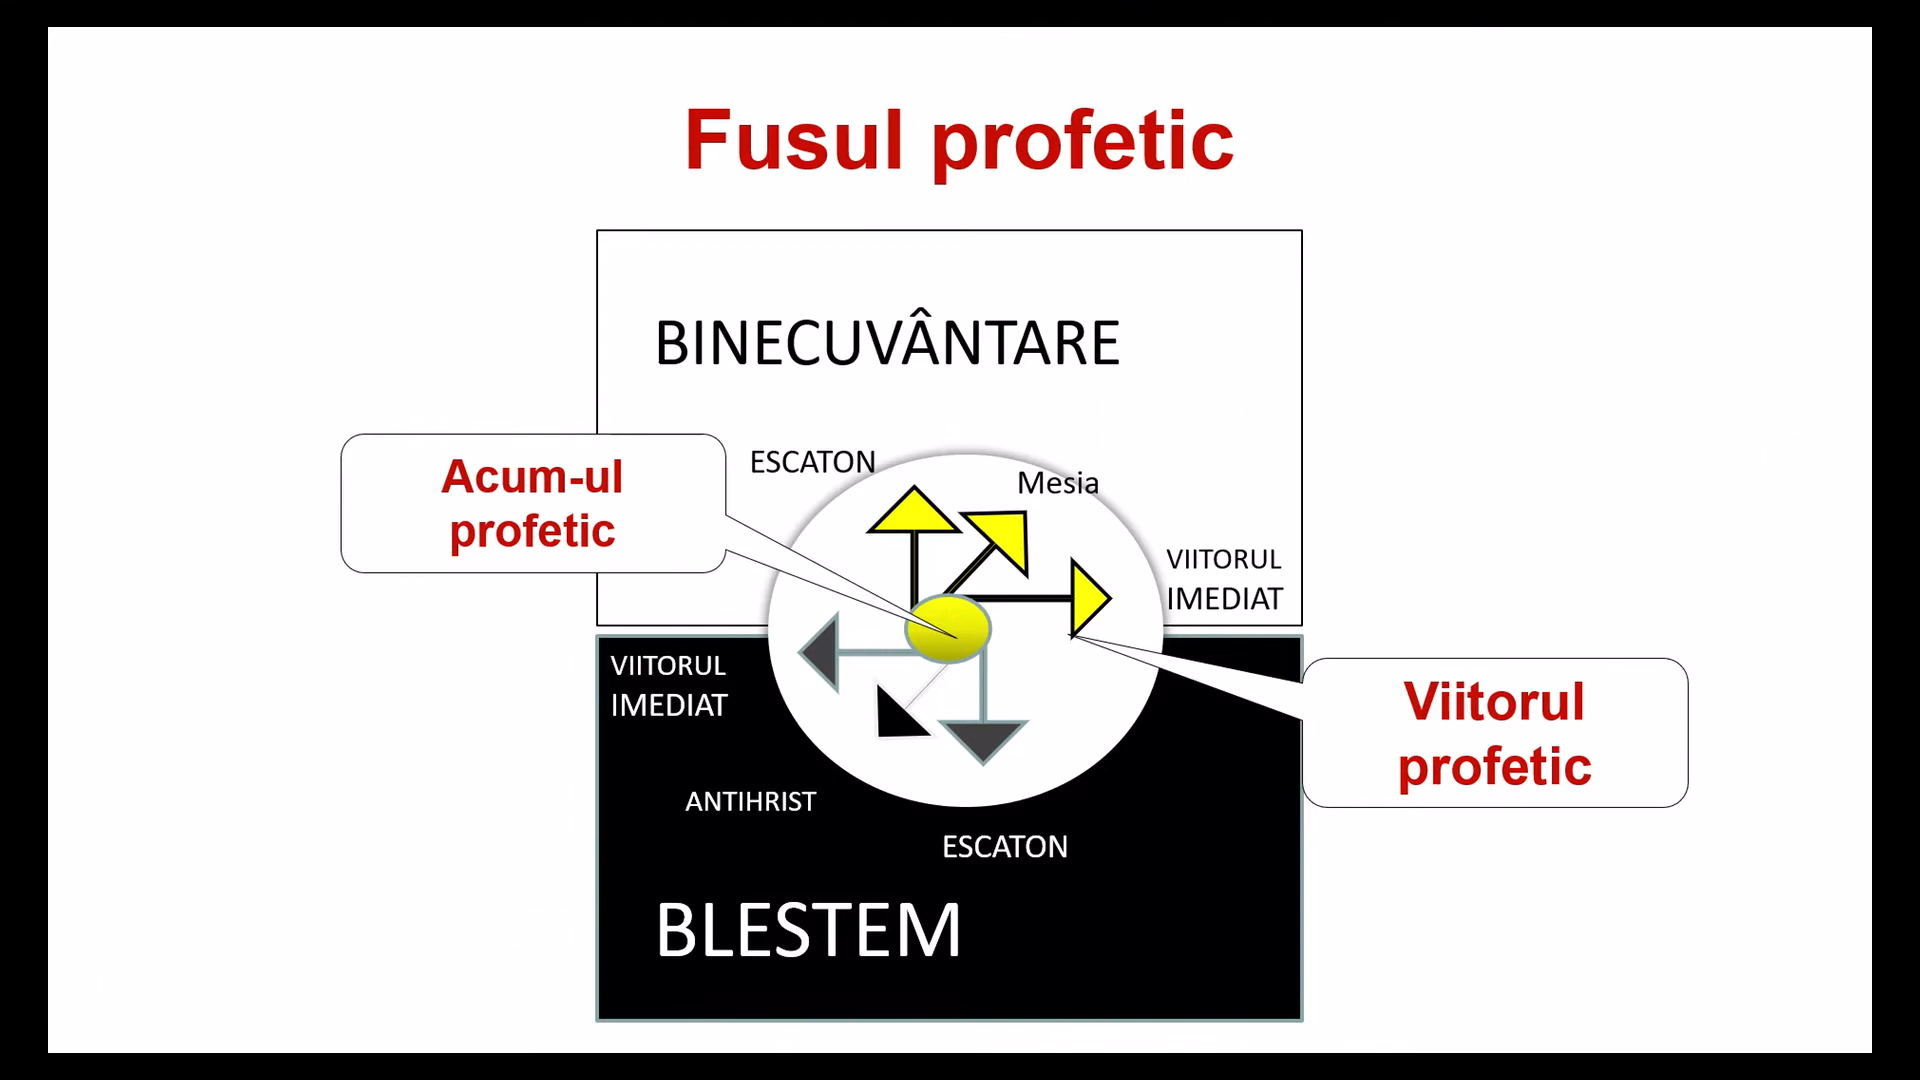 Fusul profetic
BINECUVÂNTARE
ESCATON
Mesia
Acum-ul
profetic
VIITORUL
IMEDIAT
VIITORUL
IMEDIAT
Viitorul
profetic
ANTIHRIST
ESCATON
BLESTEM